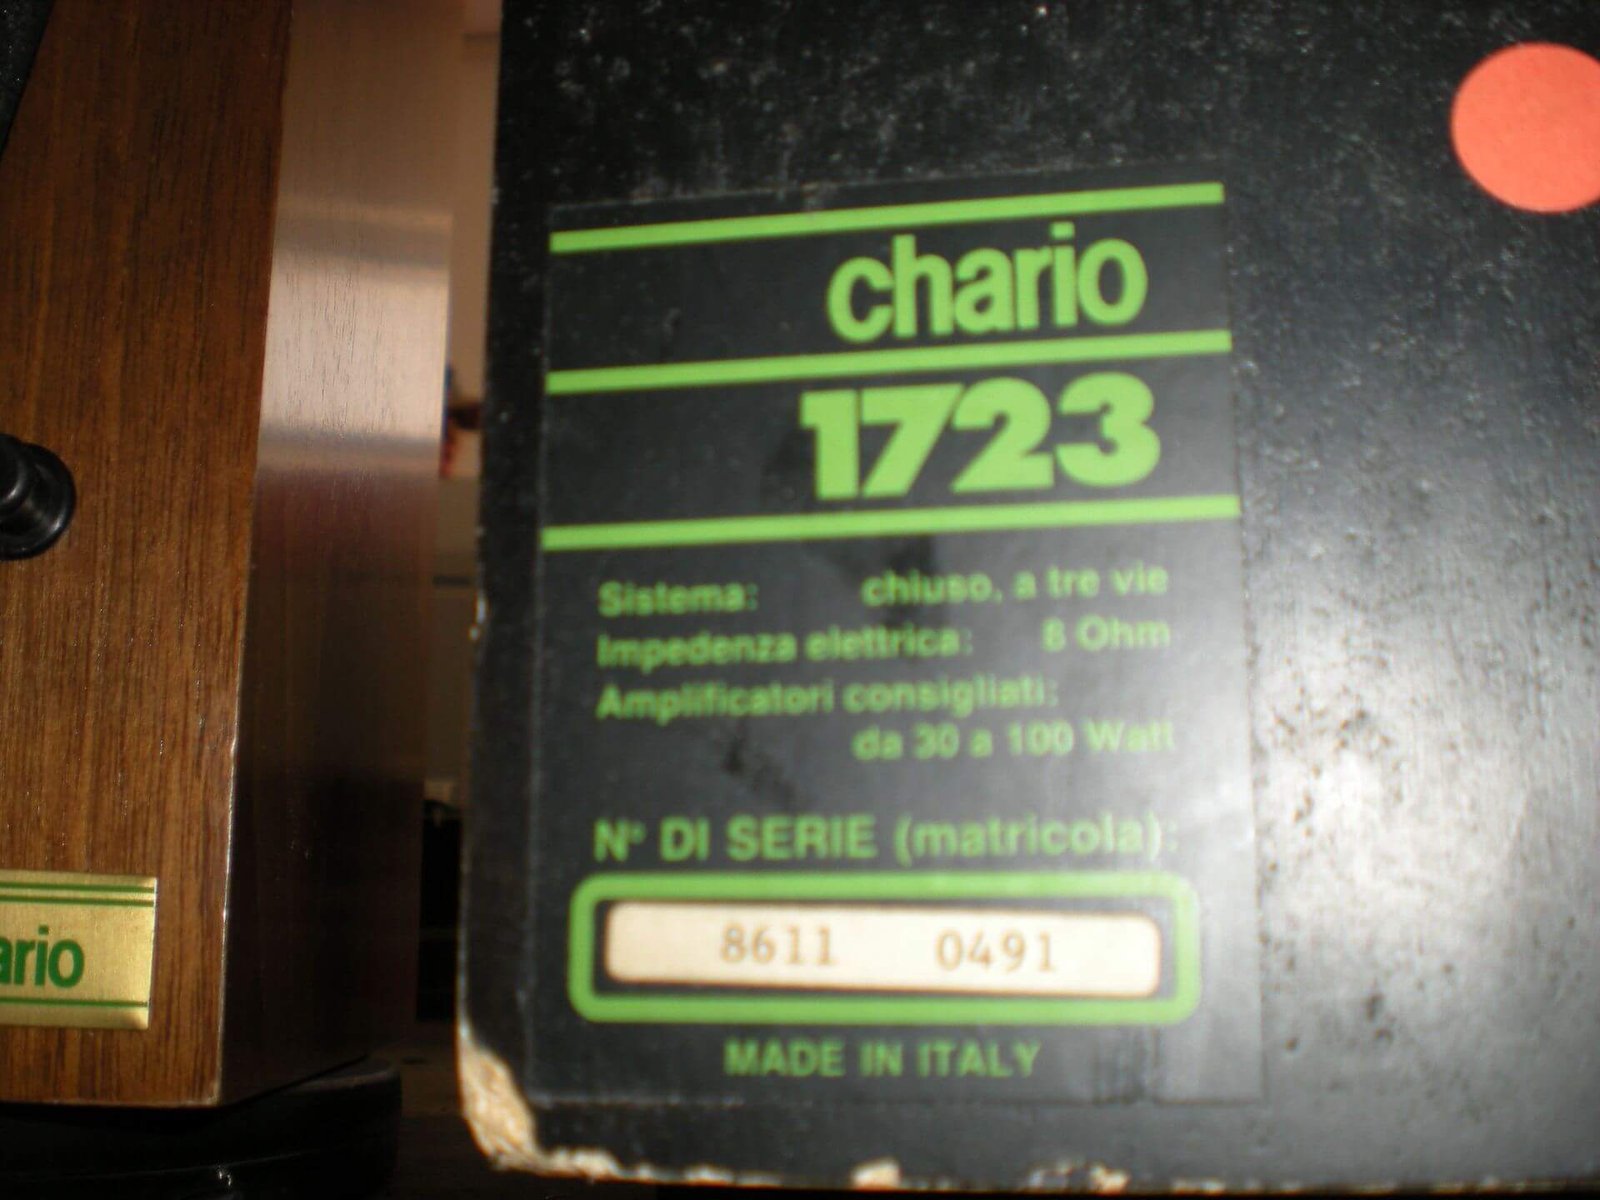 chario
1723
Sistema: chiuso, a tre vie
Impedenza elettrica: 8 Ohm
Amplificatori consigliati:
da 30 a 100 Watt
N° DI SERIE (matricola):
8611 0491
MADE IN ITALY
ario